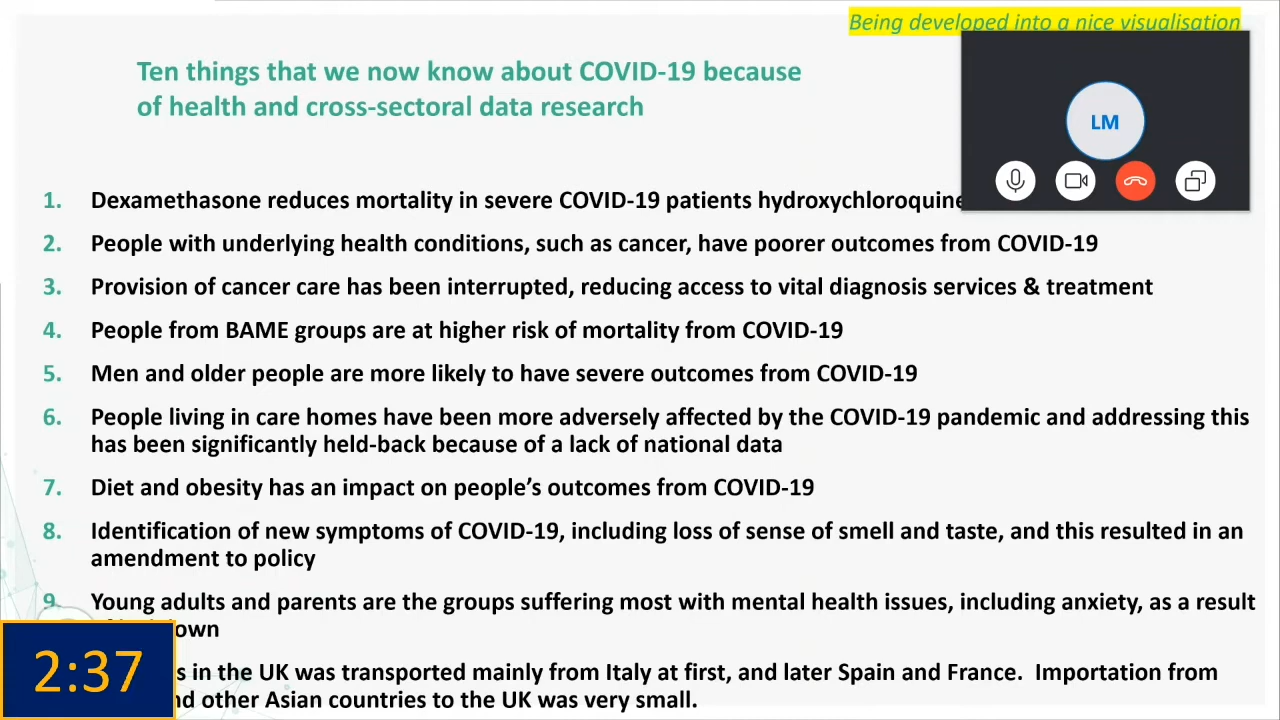 Being developed into a nice visualisation
Ten things that we now know about COVID-19 because
of health and cross-sectoral data research
LM
1. Dexamethasone reduces mortality in severe COVID-19 patients hydroxychloroquine
2. People with underlying health conditions, such as cancer, have poorer outcomes from COVID-19
3. Provision of cancer care has been interrupted, reducing access to vital diagnosis services & treatment
4. People from BAME groups are at higher risk of mortality from COVID-19
5. Men and older people are more likely to have severe outcomes from COVID-19
6. People living in care homes have been more adversely affected by the COVID-19 pandemic and addressing this
has been significantly held-back because of a lack of national data
7. Diet and obesity has an impact on people's outcomes from COVID-19
8. Identification of new symptoms of COVID-19, including loss of sense of smell and taste, and this resulted in an
amendment to policy
9. Young adults and parents are the groups suffering most with mental health issues, including anxiety, as a result
2:37
in the UK was transported mainly from Italy at first, and later Spain and France. Importation from
other Asian countries to the UK was very small.